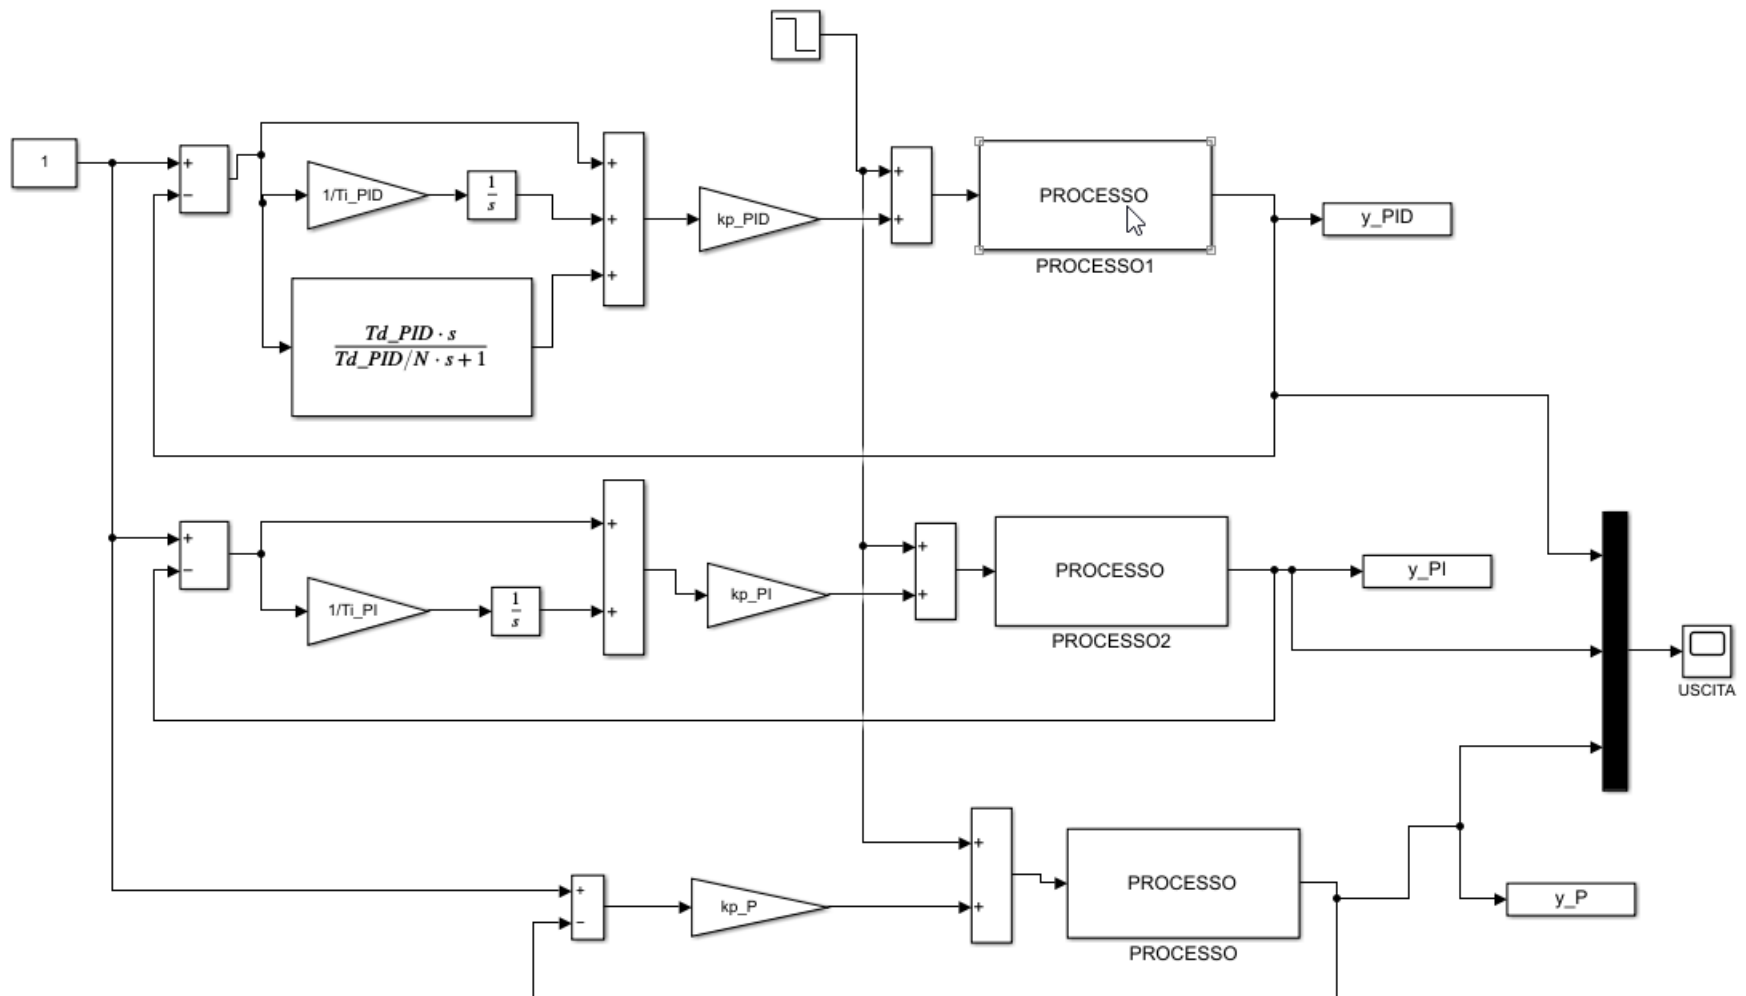 1
+
−
1/Ti_PID
1
s
+
+
+
kp_PID
+
+
PROCESSO
PROCESSO1
y_PID
Td_PID · s
Td_PID/N · s + 1
+
−
1/Ti_PI
1
s
+
+
kp_PI
+
+
PROCESSO
PROCESSO2
y_PI
USCITA
+
−
kp_P
+
+
PROCESSO
PROCESSO
y_P